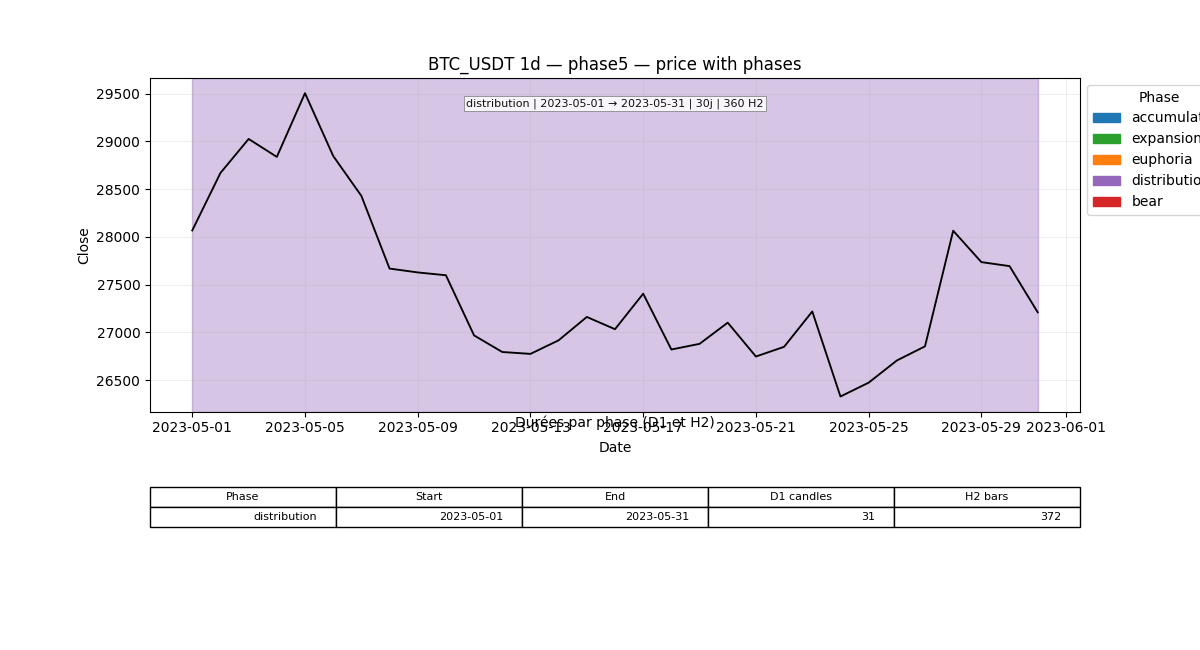 BTC_USDT 1d — phase5 — price with phases
distribution | 2023-05-01 → 2023-05-31 | 30j | 360 H2
Close
29500
29000
28500
28000
27500
27000
26500
Phase
accumulat
expansion
euphoria
distributio
bear
Durées par phase (D1 et H2)
2023-05-01 2023-05-05 2023-05-09 2023-05-13 2023-05-17 2023-05-21 2023-05-25 2023-05-29 2023-06-01
Date
Phase Start End D1 candles H2 bars
distribution 2023-05-01 2023-05-31 31 372